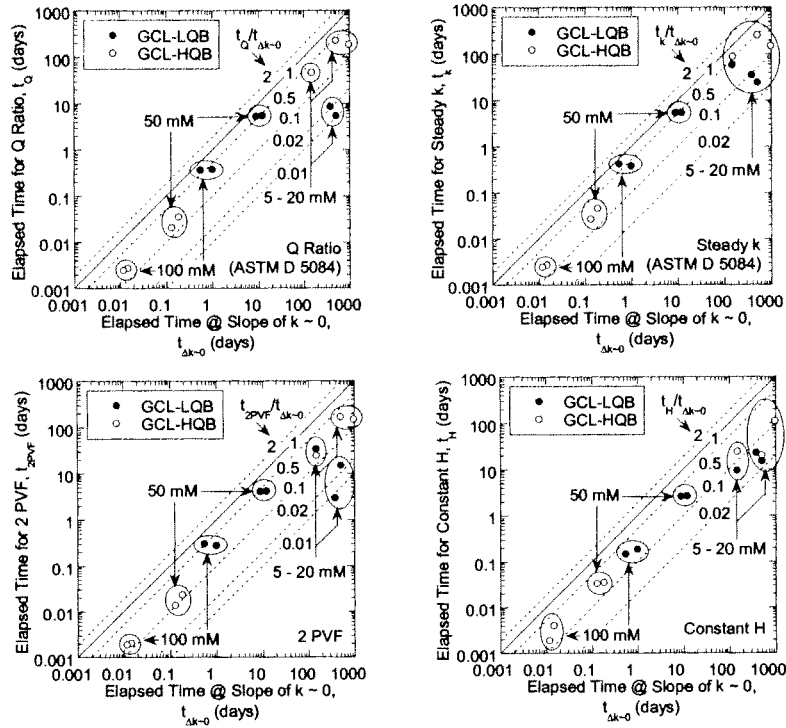 Elapsed Time for Q Ratio, t_Q (days)
1000
100
10
1
0.1
0.01
0.001
GCL-LQB
GCL-HQB
t_Q/t_Δk~0
2
1
0.5
0.1
0.02
0.01
50 mM
5 - 20 mM
100 mM
Q Ratio
(ASTM D 5084)
0.001 0.01 0.1 1 10 100 1000
Elapsed Time @ Slope of k ~ 0,
t_Δk~0 (days)
Elapsed Time for Steady k, t_k (days)
1000
100
10
1
0.1
0.01
0.001
GCL-LQB
GCL-HQB
t_k/t_Δk~0
2
1
0.5
0.1
0.02
0.01
50 mM
5 - 20 mM
100 mM
Steady k
(ASTM D 5084)
0.001 0.01 0.1 1 10 100 1000
Elapsed Time @ Slope of k ~ 0,
t_Δk~0 (days)
Elapsed Time for 2 PVF, t_2PVF (days)
1000
100
10
1
0.1
0.01
0.001
GCL-LQB
GCL-HQB
t_2PVF/t_Δk~0
2
1
0.5
0.1
0.02
0.01
50 mM
5 - 20 mM
100 mM
2 PVF
0.001 0.01 0.1 1 10 100 1000
Elapsed Time @ Slope of k ~ 0,
t_Δk~0 (days)
Elapsed Time for Constant H, t_H (days)
1000
100
10
1
0.1
0.01
0.001
GCL-LQB
GCL-HQB
t_H/t_Δk~0
2
1
0.5
0.1
0.02
0.01
50 mM
5 - 20 mM
100 mM
Constant H
0.001 0.01 0.1 1 10 100 1000
Elapsed Time @ Slope of k ~ 0,
t_Δk~0 (days)